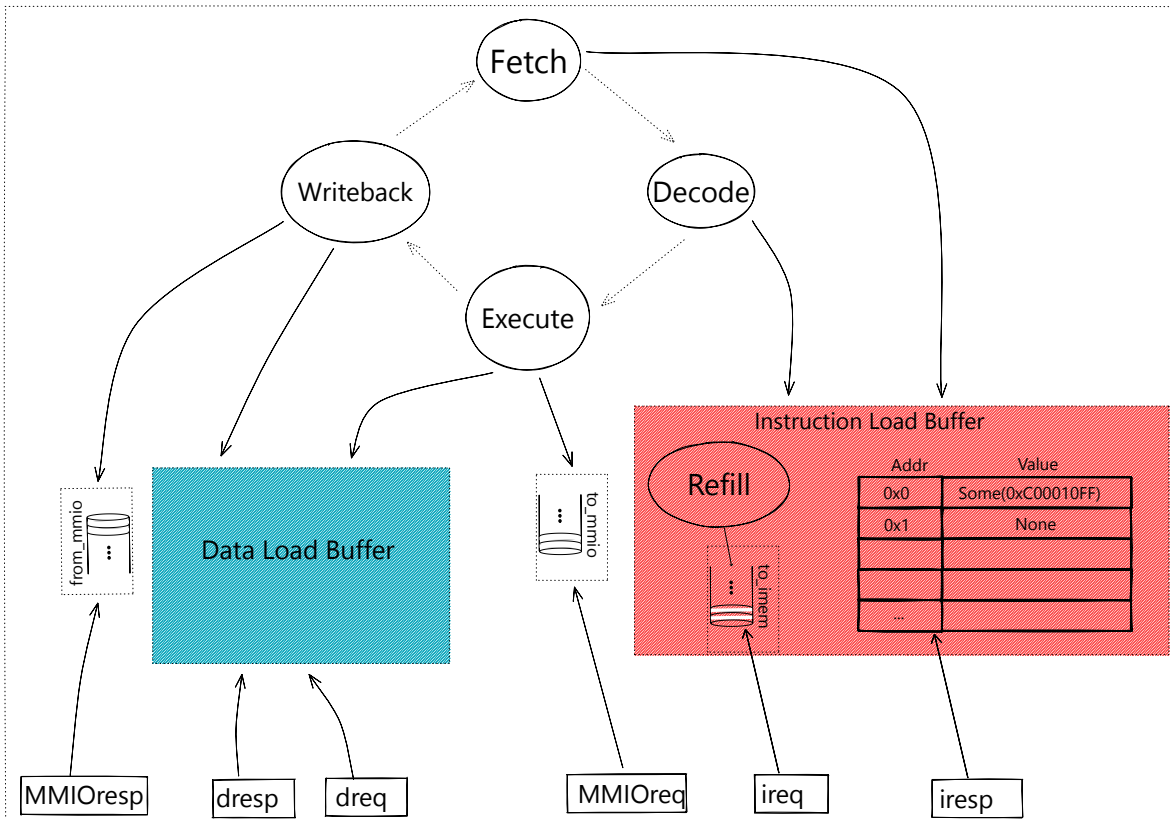 Fetch
Writeback
Decode
Execute
Instruction Load Buffer
Refill
Addr Value
0x0 Some(0xC00010FF)
0x1 None
...
to_imem
from_mmio
Data Load Buffer
to_mmio
MMIOresp
dresp
dreq
MMIOreq
ireq
iresp